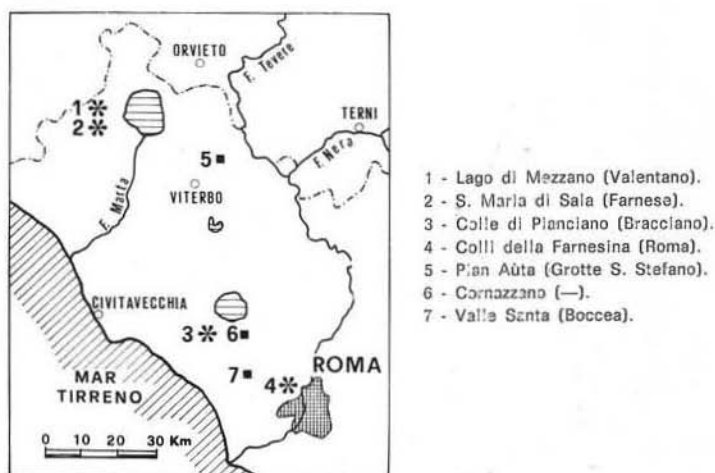 ORVIETO
F. Tevere
1
2
TERNI
F. Nera
5
VITERBO
F. Marta
CIVITAVECCHIA
3 6
7
4
ROMA
MAR
TIRRENO
0 10 20 30 Km
1 - Lago di Mezzano (Valentano).
2 - S. Maria di Sala (Farnese).
3 - Colle di Planciano (Bracciano).
4 - Colli della Farnesina (Roma).
5 - Pian Aùta (Grotte S. Stefano).
6 - Cornazzano (—).
7 - Valle Santa (Boccea).